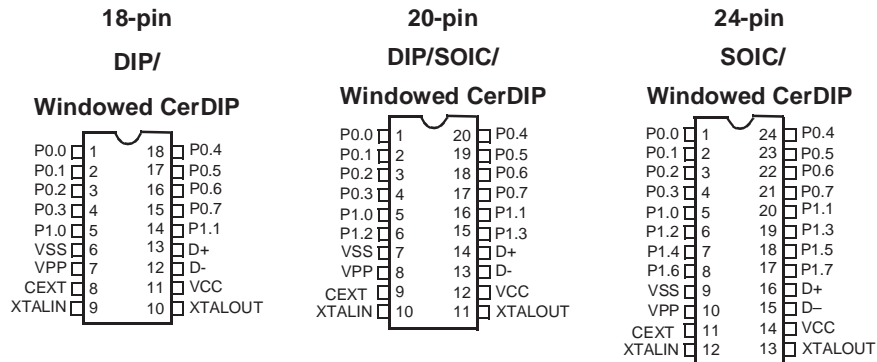 18-pin
DIP/
Windowed CerDIP
P0.0 1 18 P0.4
P0.1 2 17 P0.5
P0.2 3 16 P0.6
P0.3 4 15 P0.7
P1.0 5 14 P1.1
VSS 6 13 D+
VPP 7 12 D-
CEXT 8 11 VCC
XTALIN 9 10 XTALOUT
20-pin
DIP/SOIC/
Windowed CerDIP
P0.0 1 20 P0.4
P0.1 2 19 P0.5
P0.2 3 18 P0.6
P0.3 4 17 P0.7
P1.0 5 16 P1.1
P1.2 6 15 P1.3
VSS 7 14 D+
VPP 8 13 D-
CEXT 9 12 VCC
XTALIN 10 11 XTALOUT
24-pin
SOIC/
Windowed CerDIP
P0.0 1 24 P0.4
P0.1 2 23 P0.5
P0.2 3 22 P0.6
P0.3 4 21 P0.7
P1.0 5 20 P1.1
P1.2 6 19 P1.3
P1.4 7 18 P1.5
P1.6 8 17 P1.7
VSS 9 16 D+
VPP 10 15 D–
CEXT 11 14 VCC
XTALIN 12 13 XTALOUT